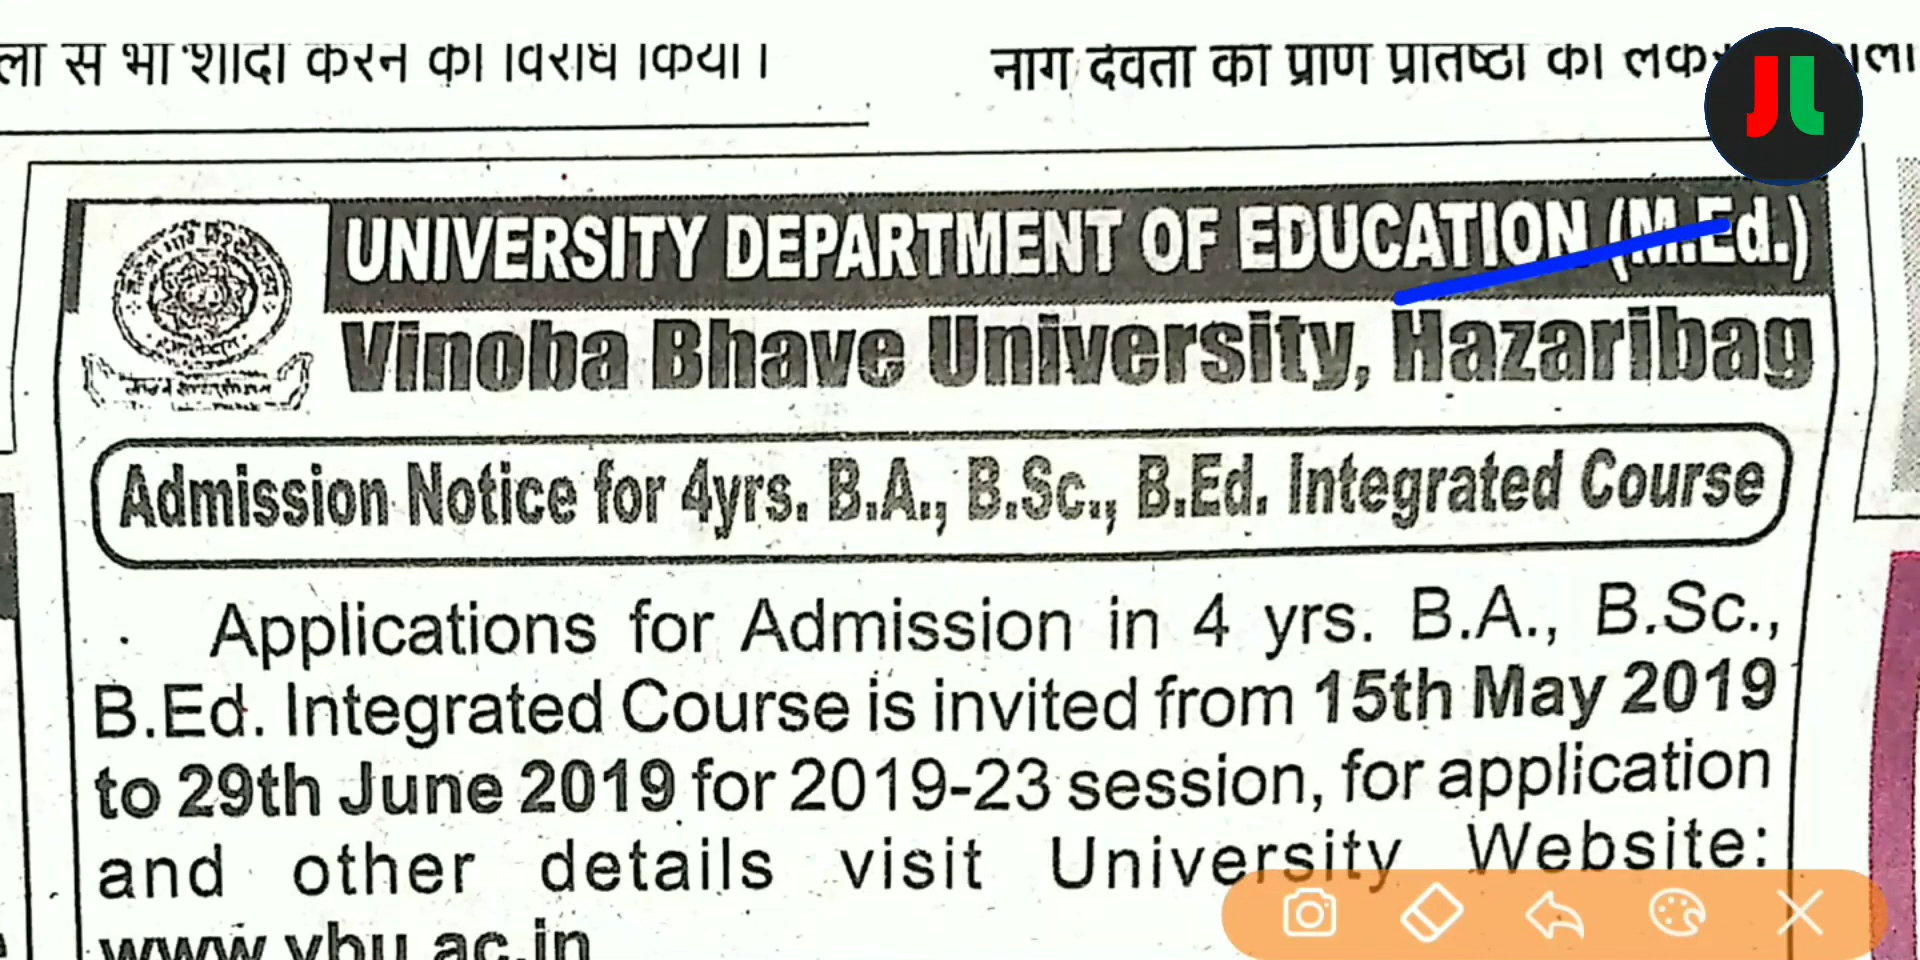 से भी शादी करने का विरोध किया।
नाग देवता की प्राण प्रतिष्ठा को
UNIVERSITY DEPARTMENT OF EDUCATION (M.Ed.)
Vinoba Bhave University, Hazaribag
Admission Notice for 4yrs. B.A., B.Sc., B.Ed. Integrated Course
Applications for Admission in 4 yrs. B.A., B.Sc.,
B.Ed. Integrated Course is invited from 15th May 2019
to 29th June 2019 for 2019-23 session, for application
and other details visit University Website:
www.vbu.ac.in